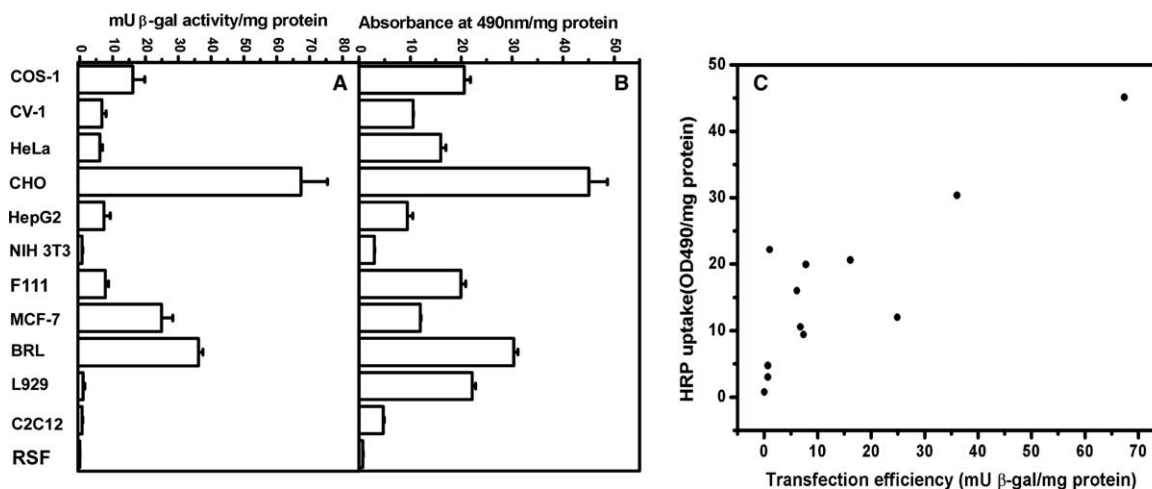 mU β-gal activity/mg protein
0 10 20 30 40 50 60 70 80
A
Absorbance at 490nm/mg protein
0 10 20 30 40 50
B
COS-1
CV-1
HeLa
CHO
HepG2
NIH 3T3
F111
MCF-7
BRL
L929
C2C12
RSF
C
HRP uptake(OD490/mg protein)
50
40
30
20
10
0
0 10 20 30 40 50 60 70
Transfection efficiency (mU β-gal/mg protein)